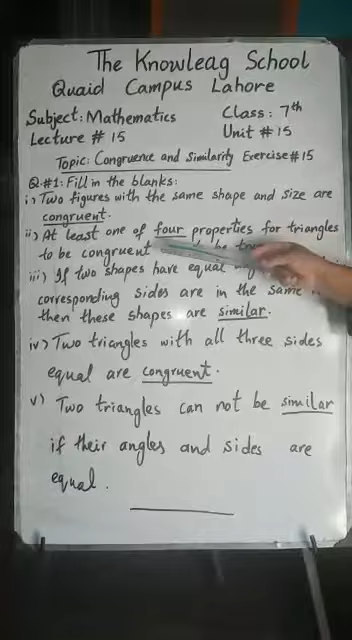 The Knowleag School
Quaid Campus Lahore
Subject: Mathematics Class: 7th
Lecture # 15 Unit # 15
Topic: Congruence and Similarity Exercise # 15
Q.#1: Fill in the blanks:
i) Two figures with the same shape and size are
congruent.
ii) At least one of four properties for triangles
to be congruent be
iii) If two shapes have equal
corresponding sides are in the same
then these shapes are similar.
iv) Two triangles with all three sides
equal are congruent.
v) Two triangles can not be similar
if their angles and sides are
equal.